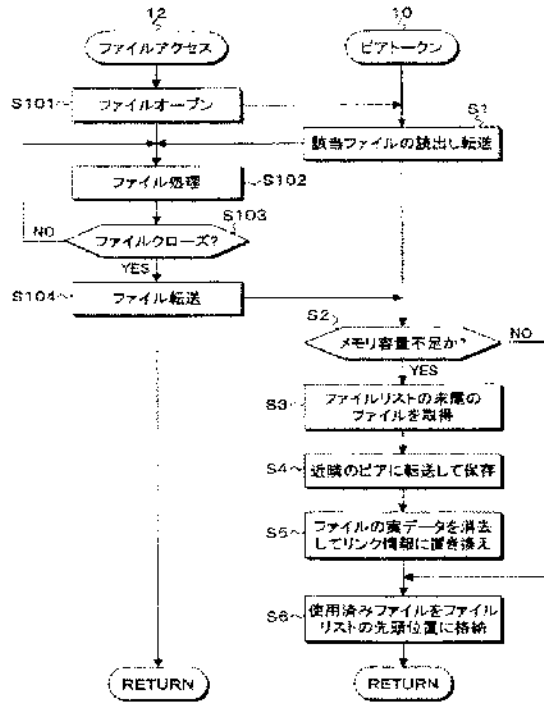 12
ファイルアクセス
S101
ファイルオープン
ファイル処理
S102
S103
ファイルクローズ?
NO
YES
S104
ファイル転送
RETURN
10
ピアトークン
S1
該当ファイルの読出し転送
S2
メモリ容量不足か?
NO
YES
S3
ファイルリストの末尾の
ファイルを取得
S4
近隣のピアに転送して保存
S5
ファイルの実データを消去
してリンク情報に置き換え
S6
使用済みファイルをファイル
リストの先頭位置に格納
RETURN